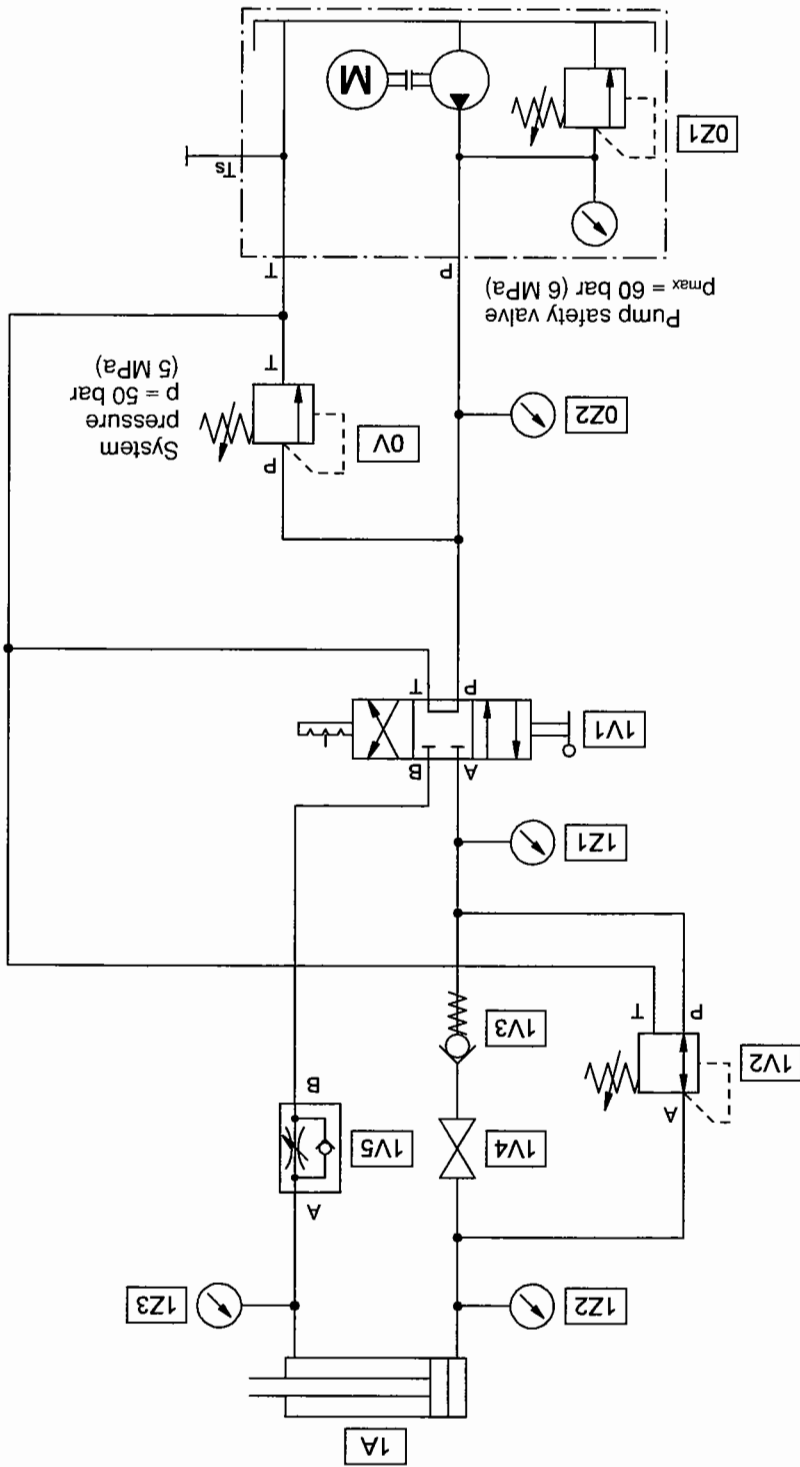 1A
1Z2
1Z3
A
1V4
1V5
A
B
1V2
1V3
P T
1Z1
A B
1V1
P T
P
0V
System
pressure
p = 50 bar
(5 MPa)
0Z2
T
Pump safety valve
pmax = 60 bar (6 MPa)
P
T
Ts
0Z1
M